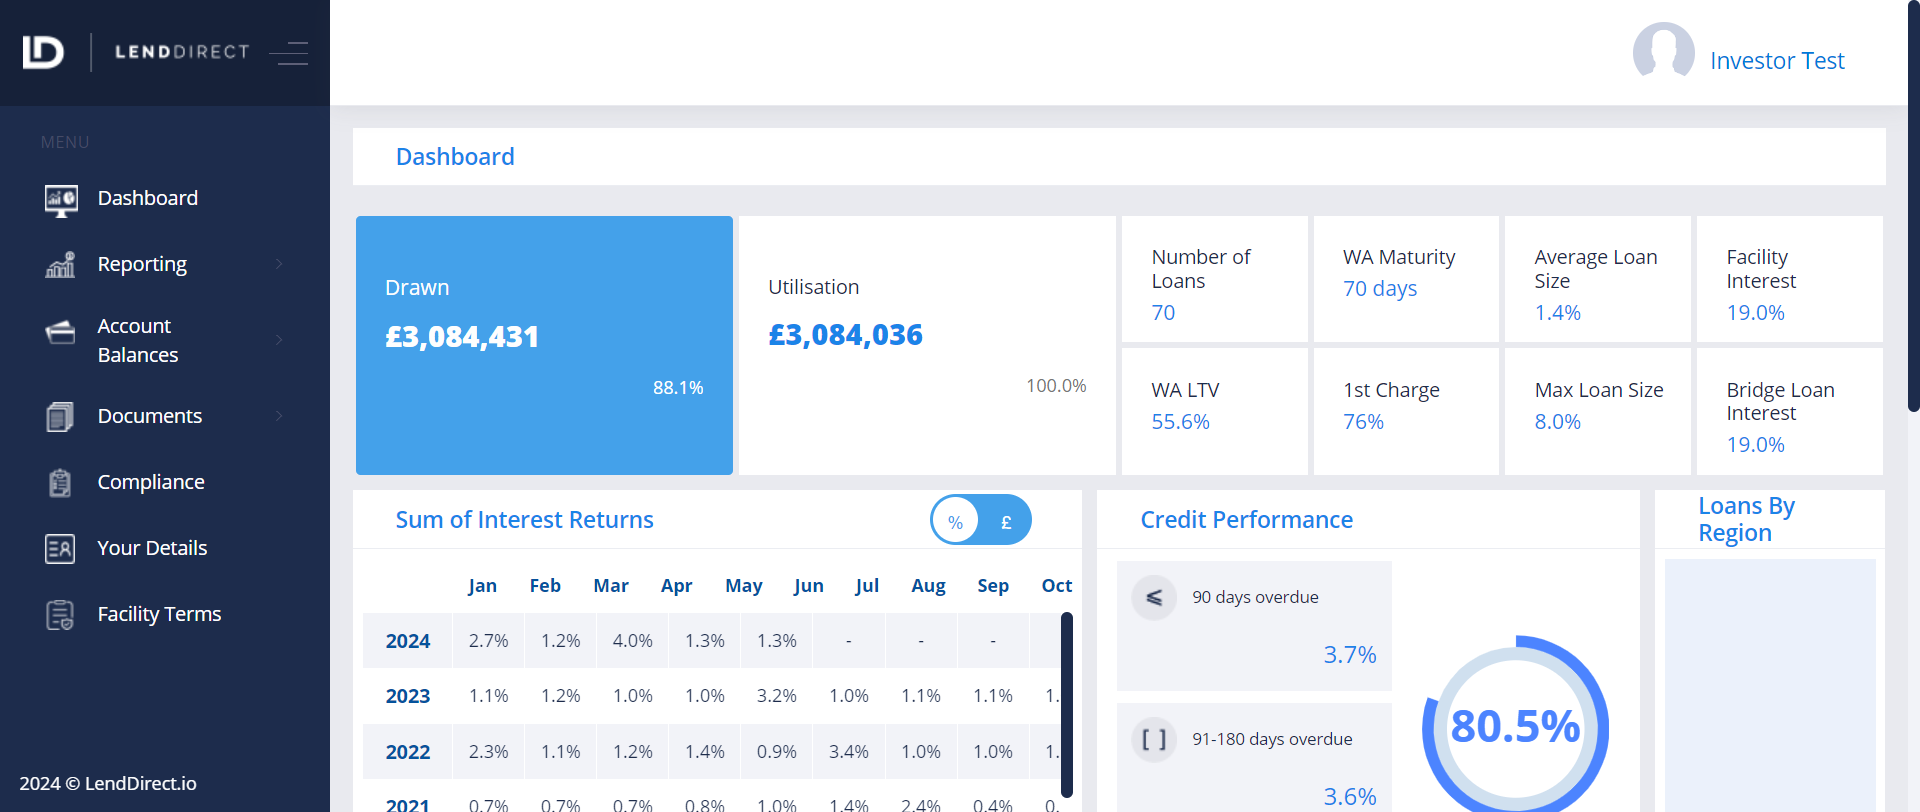 LENDDIRECT
Investor Test
MENU
Dashboard
Reporting
Account
Balances
Documents
Compliance
Your Details
Facility Terms
2024 © LendDirect.io
Dashboard
Drawn
£3,084,431
88.1%
Utilisation
£3,084,036
100.0%
Number of
Loans
70
WA Maturity
70 days
Average Loan
Size
1.4%
Facility
Interest
19.0%
WA LTV
55.6%
1st Charge
76%
Max Loan Size
8.0%
Bridge Loan
Interest
19.0%
Sum of Interest Returns
% £
Jan Feb Mar Apr May Jun Jul Aug Sep Oct
2024 2.7% 1.2% 4.0% 1.3% 1.3% - - -
2023 1.1% 1.2% 1.0% 1.0% 3.2% 1.0% 1.1% 1.1% 1.
2022 2.3% 1.1% 1.2% 1.4% 0.9% 3.4% 1.0% 1.0% 1.
2021 0.7% 0.7% 0.7% 0.8% 1.0% 1.4% 2.4% 0.4% 0.
Credit Performance
⩽ 90 days overdue
3.7%
[ ] 91-180 days overdue
3.6%
80.5%
Loans By
Region